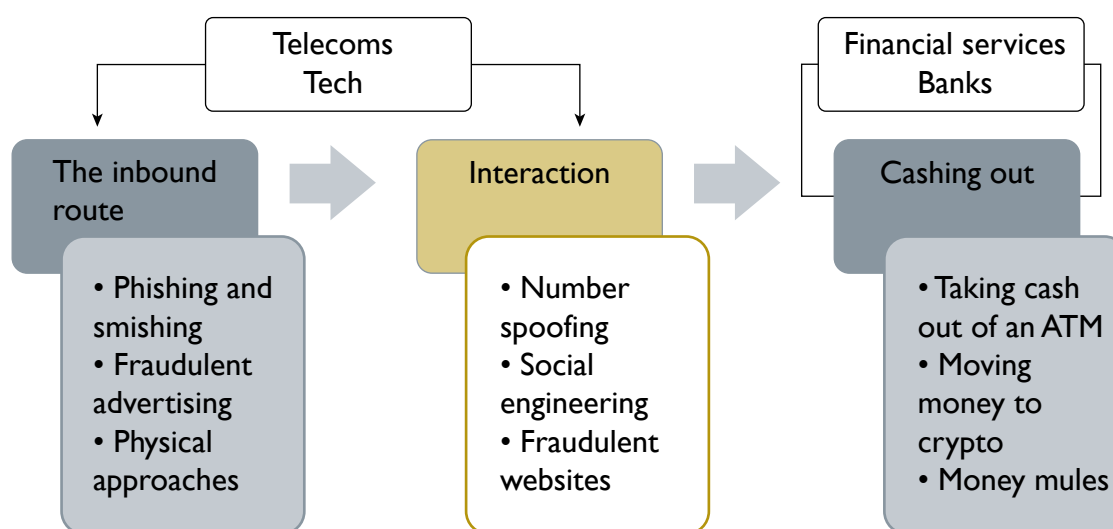 Telecoms
Tech
Financial services
Banks
The inbound
route
Interaction
Cashing out
• Phishing and
smishing
• Fraudulent
advertising
• Physical
approaches
• Number
spoofing
• Social
engineering
• Fraudulent
websites
• Taking cash
out of an ATM
• Moving
money to
crypto
• Money mules